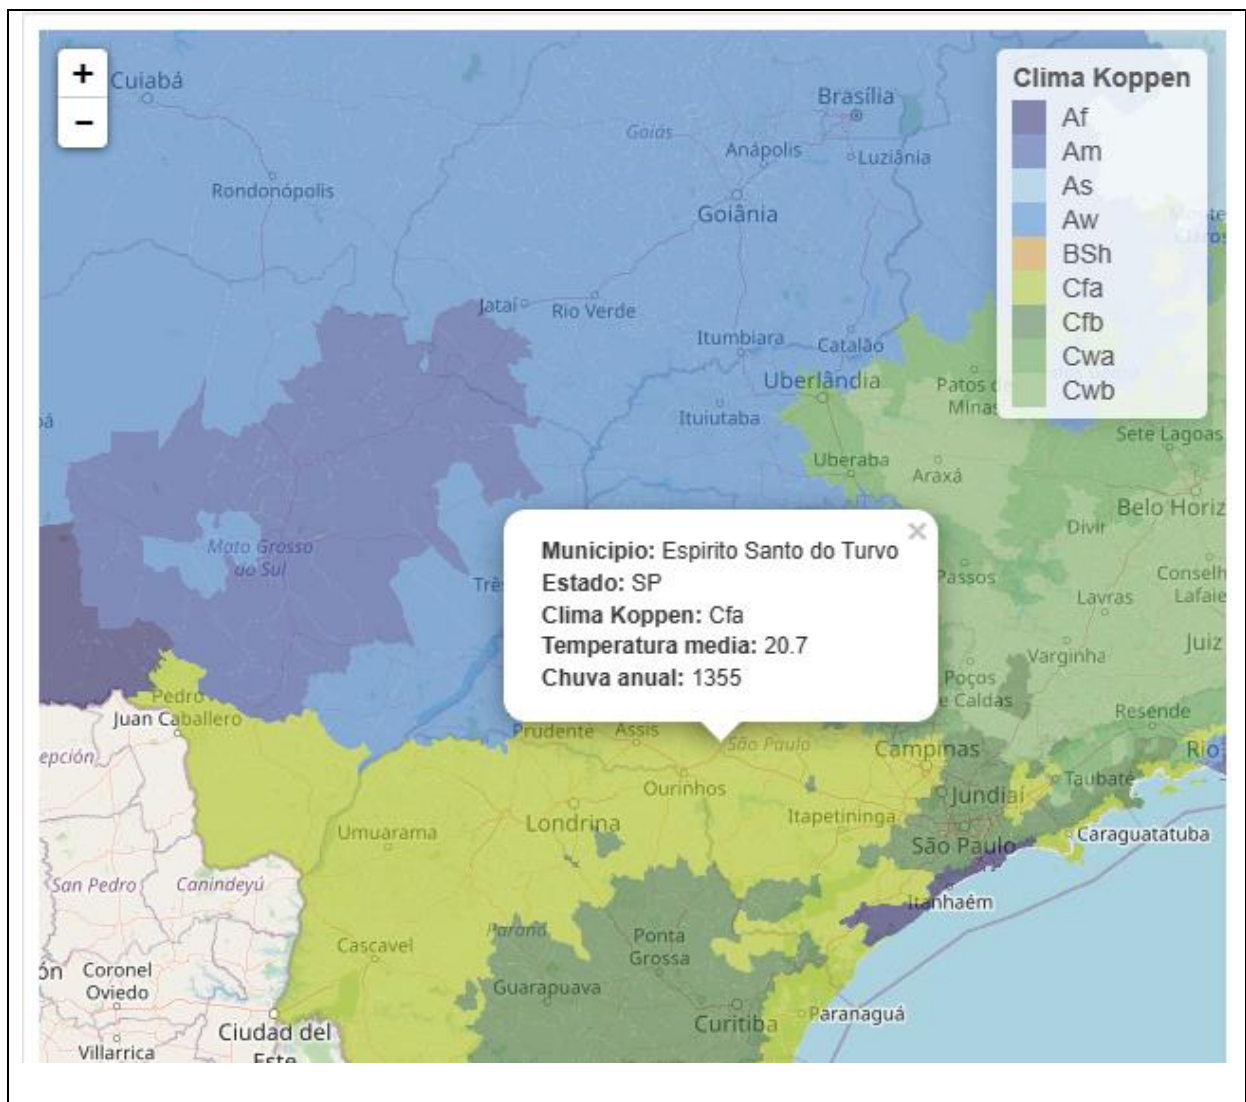 +
−
Cuiabá
Rondonópolis
Goiás
Brasília
Anápolis
Luziânia
Goiânia
Jataí
Rio Verde
Itumbiara
Catalão
Uberlândia
Ituiutaba
Patos de
Minas
Uberaba
Araxá
Sete Lagoas
Belo Horiz
Divir
Clima Koppen
Af
Am
As
Aw
BSh
Cfa
Cfb
Cwa
Cwb
Mato Grosso
do Sul
Três
Passos
Conselh
Lafaie
Lavras
Juiz
Varginha
Poços
e Caldas
Resende
Rio
×
Municipio: Espirito Santo do Turvo
Estado: SP
Clima Koppen: Cfa
Temperatura media: 20.7
Chuva anual: 1355
Pedro
Juan Caballero
epción
Prudente
Assis
São Paulo
Campinas
Ourinhos
Taubaté
Jundiaí
Itapetininga
Londrina
Umuarama
São Paulo
Caraguatatuba
San Pedro
Canindeyú
Itanhaém
Cascavel
Paraná
Ponta
Grossa
ón
Coronel
Oviedo
Guarapuava
Curitiba
Paranaguá
Ciudad del
Este
Villarrica